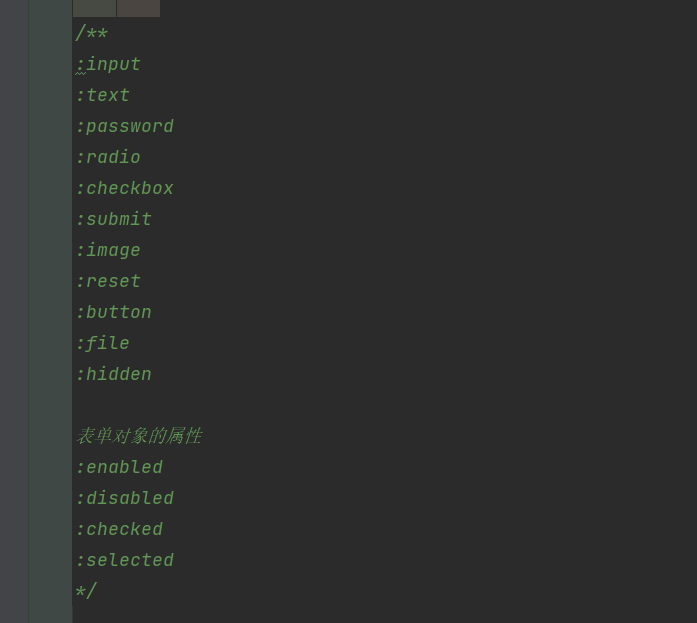 /**
:input
:text
:password
:radio
:checkbox
:submit
:image
:reset
:button
:file
:hidden
表单对象的属性
:enabled
:disabled
:checked
:selected
*/